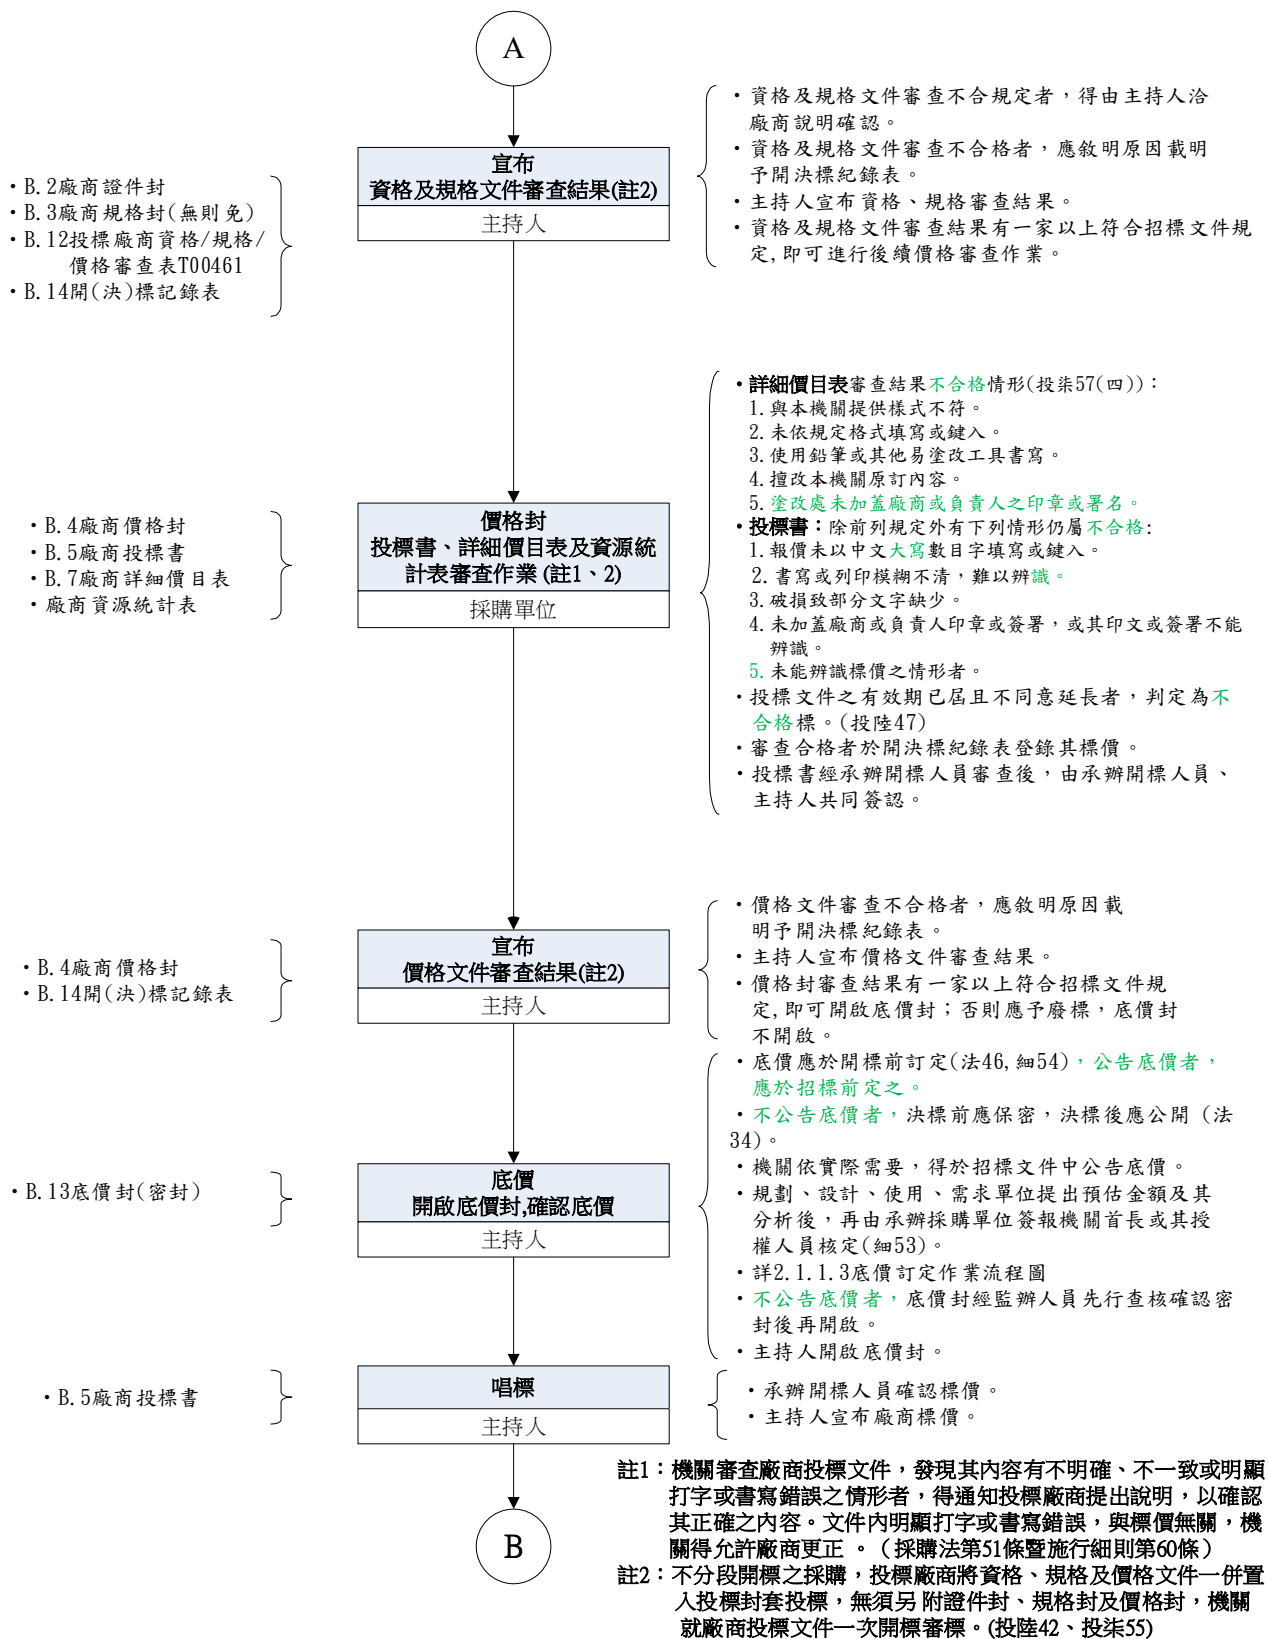 A
・資格及規格文件審查不合規定者，得由主持人洽
廠商說明確認。
・資格及規格文件審查不合格者，應敘明原因載明
予開決標紀錄表。
・主持人宣布資格、規格審查結果。
・資格及規格文件審查結果有一家以上符合招標文件規
定,即可進行後續價格審查作業。
宣布
資格及規格文件審查結果(註2)
主持人
・B.2廠商證件封
・B.3廠商規格封(無則免)
・B.12投標廠商資格/規格/
價格審查表T00461
・B.14開(決)標記錄表
・詳細價目表審查結果不合格情形(投柒57(四))：
1.與本機關提供樣式不符。
2.未依規定格式填寫或鍵入。
3.使用鉛筆或其他易塗改工具書寫。
4.擅改本機關原訂內容。
5.塗改處未加蓋廠商或負責人之印章或署名。
・投標書：除前列規定外有下列情形仍屬不合格:
1.報價未以中文大寫數目字填寫或鍵入。
2.書寫或列印模糊不清，難以辨識。
3.破損致部分文字缺少。
4.未加蓋廠商或負責人印章或簽署，或其印文或簽署不能
辨識。
5.未能辨識標價之情形者。
・投標文件之有效期已屆且不同意延長者，判定為不
合格標。(投陸47)
・審查合格者於開決標紀錄表登錄其標價。
・投標書經承辦開標人員審查後，由承辦開標人員、
主持人共同簽認。
價格封
投標書、詳細價目表及資源統
計表審查作業 (註1、2)
採購單位
・B.4廠商價格封
・B.5廠商投標書
・B.7廠商詳細價目表
・廠商資源統計表
・價格文件審查不合格者，應敘明原因載
明予開決標紀錄表。
・主持人宣布價格文件審查結果。
・價格封審查結果有一家以上符合招標文件規
定,即可開啟底價封；否則應予廢標，底價封
不開啟。
宣布
價格文件審查結果(註2)
主持人
・B.4廠商價格封
・B.14開(決)標記錄表
・底價應於開標前訂定(法46,細54)，公告底價者，
應於招標前定之。
・不公告底價者，決標前應保密，決標後應公開 (法
34)。
・機關依實際需要，得於招標文件中公告底價。
・規劃、設計、使用、需求單位提出預估金額及其
分析後，再由承辦採購單位簽報機關首長或其授
權人員核定(細53)。
・詳2.1.1.3底價訂定作業流程圖
・不公告底價者，底價封經監辦人員先行查核確認密
封後再開啟。
・主持人開啟底價封。
底價
開啟底價封,確認底價
主持人
・B.13底價封(密封)
唱標
主持人
・B.5廠商投標書
・承辦開標人員確認標價。
・主持人宣布廠商標價。
B
註1：機關審查廠商投標文件，發現其內容有不明確、不一致或明顯
打字或書寫錯誤之情形者，得通知投標廠商提出說明，以確認
其正確之內容。文件內明顯打字或書寫錯誤，與標價無關，機
關得允許廠商更正 。（採購法第51條暨施行細則第60條）
註2：不分段開標之採購，投標廠商將資格、規格及價格文件一併置
入投標封套投標，無須另附證件封、規格封及價格封，機關
就廠商投標文件一次開標審標。(投陸42、投柒55)